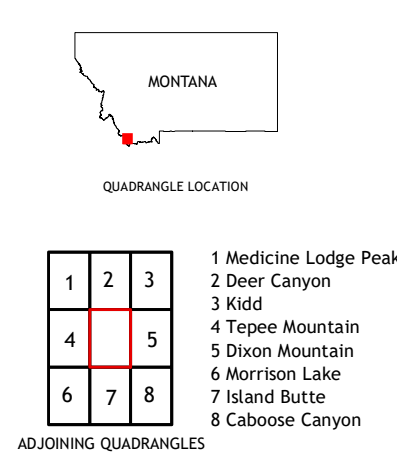 MONTANA
QUADRANGLE LOCATION
1 2 3
4 5
6 7 8
1 Medicine Lodge Peak
2 Deer Canyon
3 Kidd
4 Tepee Mountain
5 Dixon Mountain
6 Morrison Lake
7 Island Butte
8 Caboose Canyon
ADJOINING QUADRANGLES